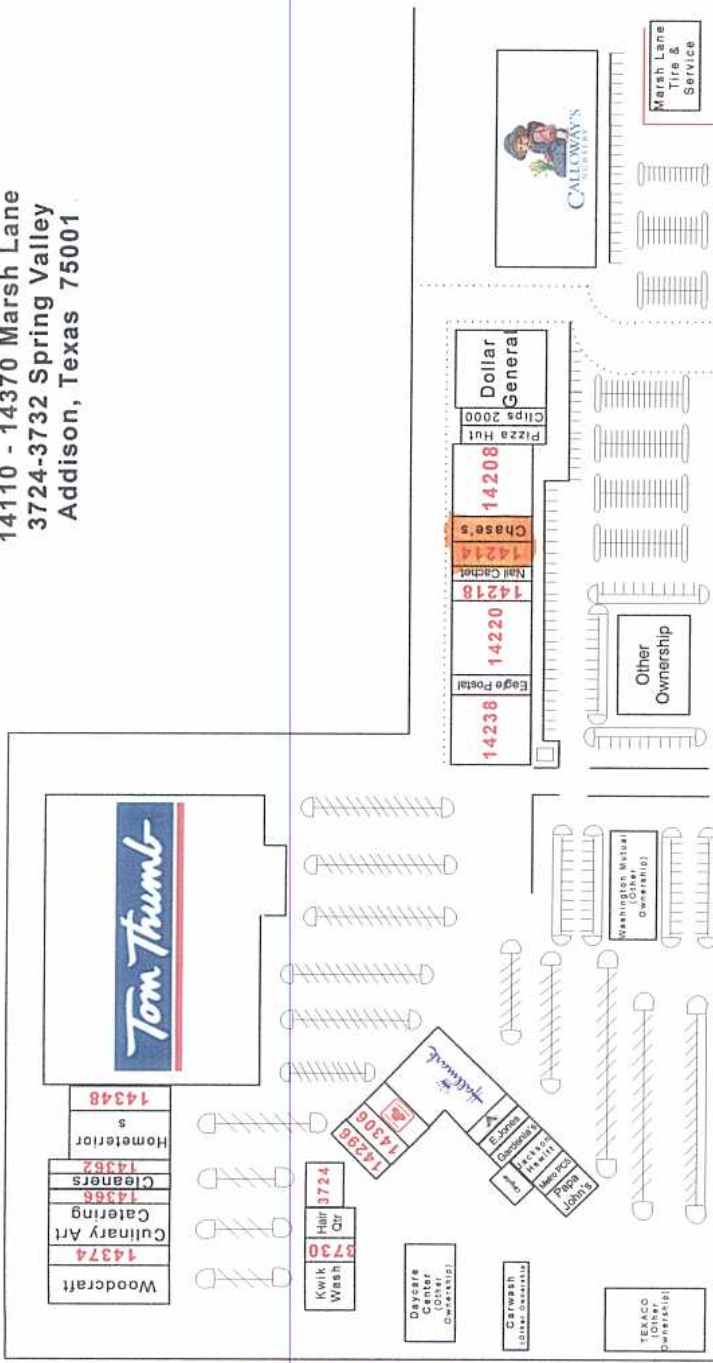 14110 - 14370 Marsh Lane
3724-3732 Spring Valley
Addison, Texas 75001
Tom Thumb
14348
Hometerior
s
14362
Cleaners
14366
Culinary Art
Catering
14374
Woodcraft
Kwik
Wash
3730
Hair
Qtr
3724
14296
14306
Hallmark
E.Jones
Gardenia's
Jackson
Hewitt
Metro PCS
Papa
John's
Daycare
Center
(Other
Ownership)
Carwash
(Other Ownership)
TEXACO
(Other
Ownership)
Washington Mutual
(Other
Ownership)
Other
Ownership
14238
Eagle Postal
14220
14218
Nail Cachet
14214
Chase's
14208
Pizza Hut
Clips 2000
Dollar
General
CALLOWAY'S
NURSERY
Marsh Lane
Tire &
Service